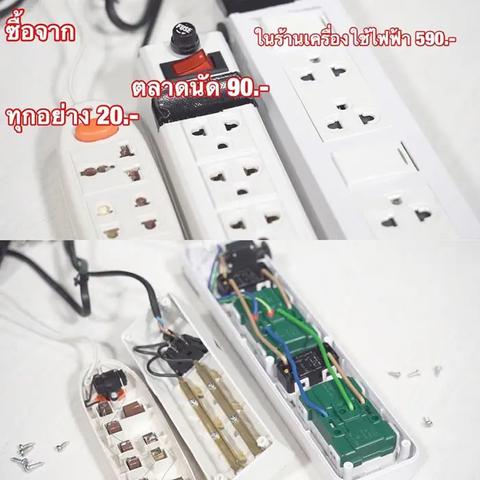 ซื้อจาก
ทุกอย่าง 20.-
ตลาดนัด 90.-
ในร้านเครื่องใช้ไฟฟ้า 590.-